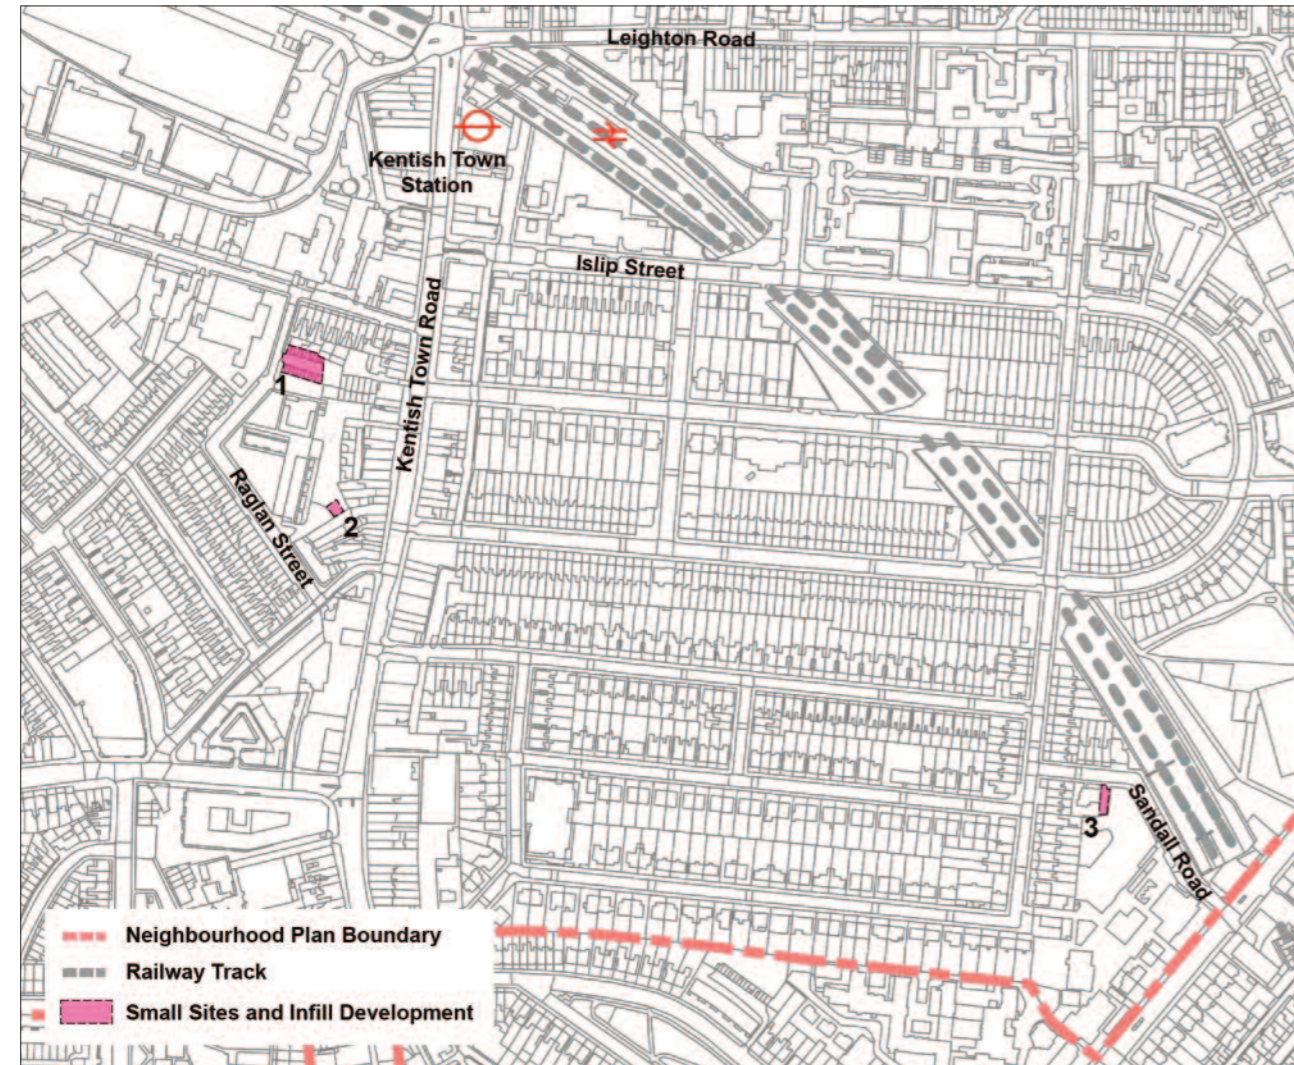 Leighton Road
Kentish Town
Station
Islip Street
Kentish Town Road
1
Raglan Street
2
3
Sandall Road
Neighbourhood Plan Boundary
Railway Track
Small Sites and Infill Development